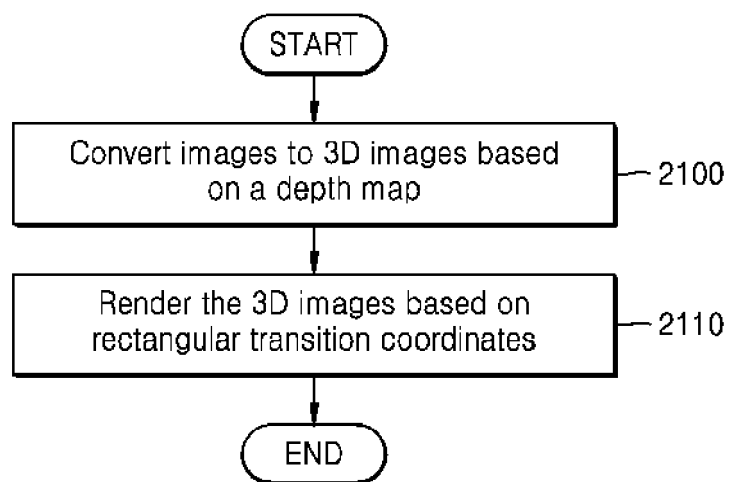 START
Convert images to 3D images based
on a depth map
2100
Render the 3D images based on
rectangular transition coordinates
2110
END